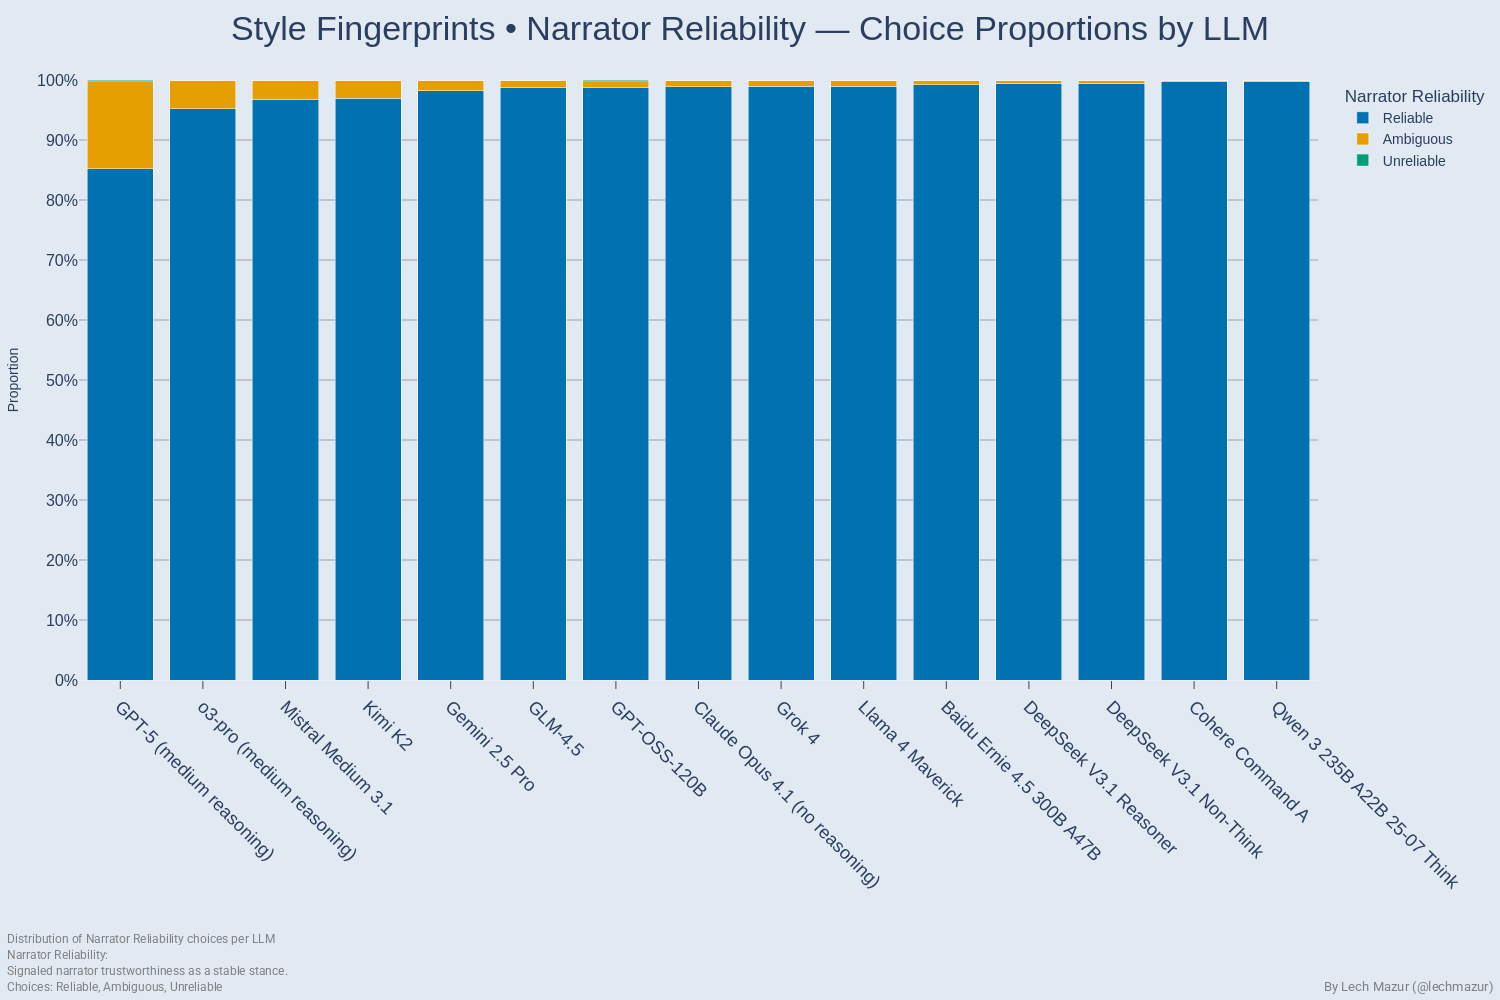 Style Fingerprints • Narrator Reliability — Choice Proportions by LLM
100%
90%
80%
70%
60%
50%
40%
30%
20%
10%
0%
Proportion
Narrator Reliability
Reliable
Ambiguous
Unreliable
GPT-5 (medium reasoning)
o3-pro (medium reasoning)
Mistral Medium 3.1
Kimi K2
Gemini 2.5 Pro
GLM-4.5
GPT-OSS-120B
Claude Opus 4.1 (no reasoning)
Grok 4
Llama 4 Maverick
Baidu Ernie 4.5 300B A47B
DeepSeek V3.1 Reasoner
DeepSeek V3.1 Non-Think
Cohere Command A
Qwen 3 235B A22B 25-07 Think
Distribution of Narrator Reliability choices per LLM
Narrator Reliability:
Signaled narrator trustworthiness as a stable stance.
Choices: Reliable, Ambiguous, Unreliable
By Lech Mazur (@lechmazur)